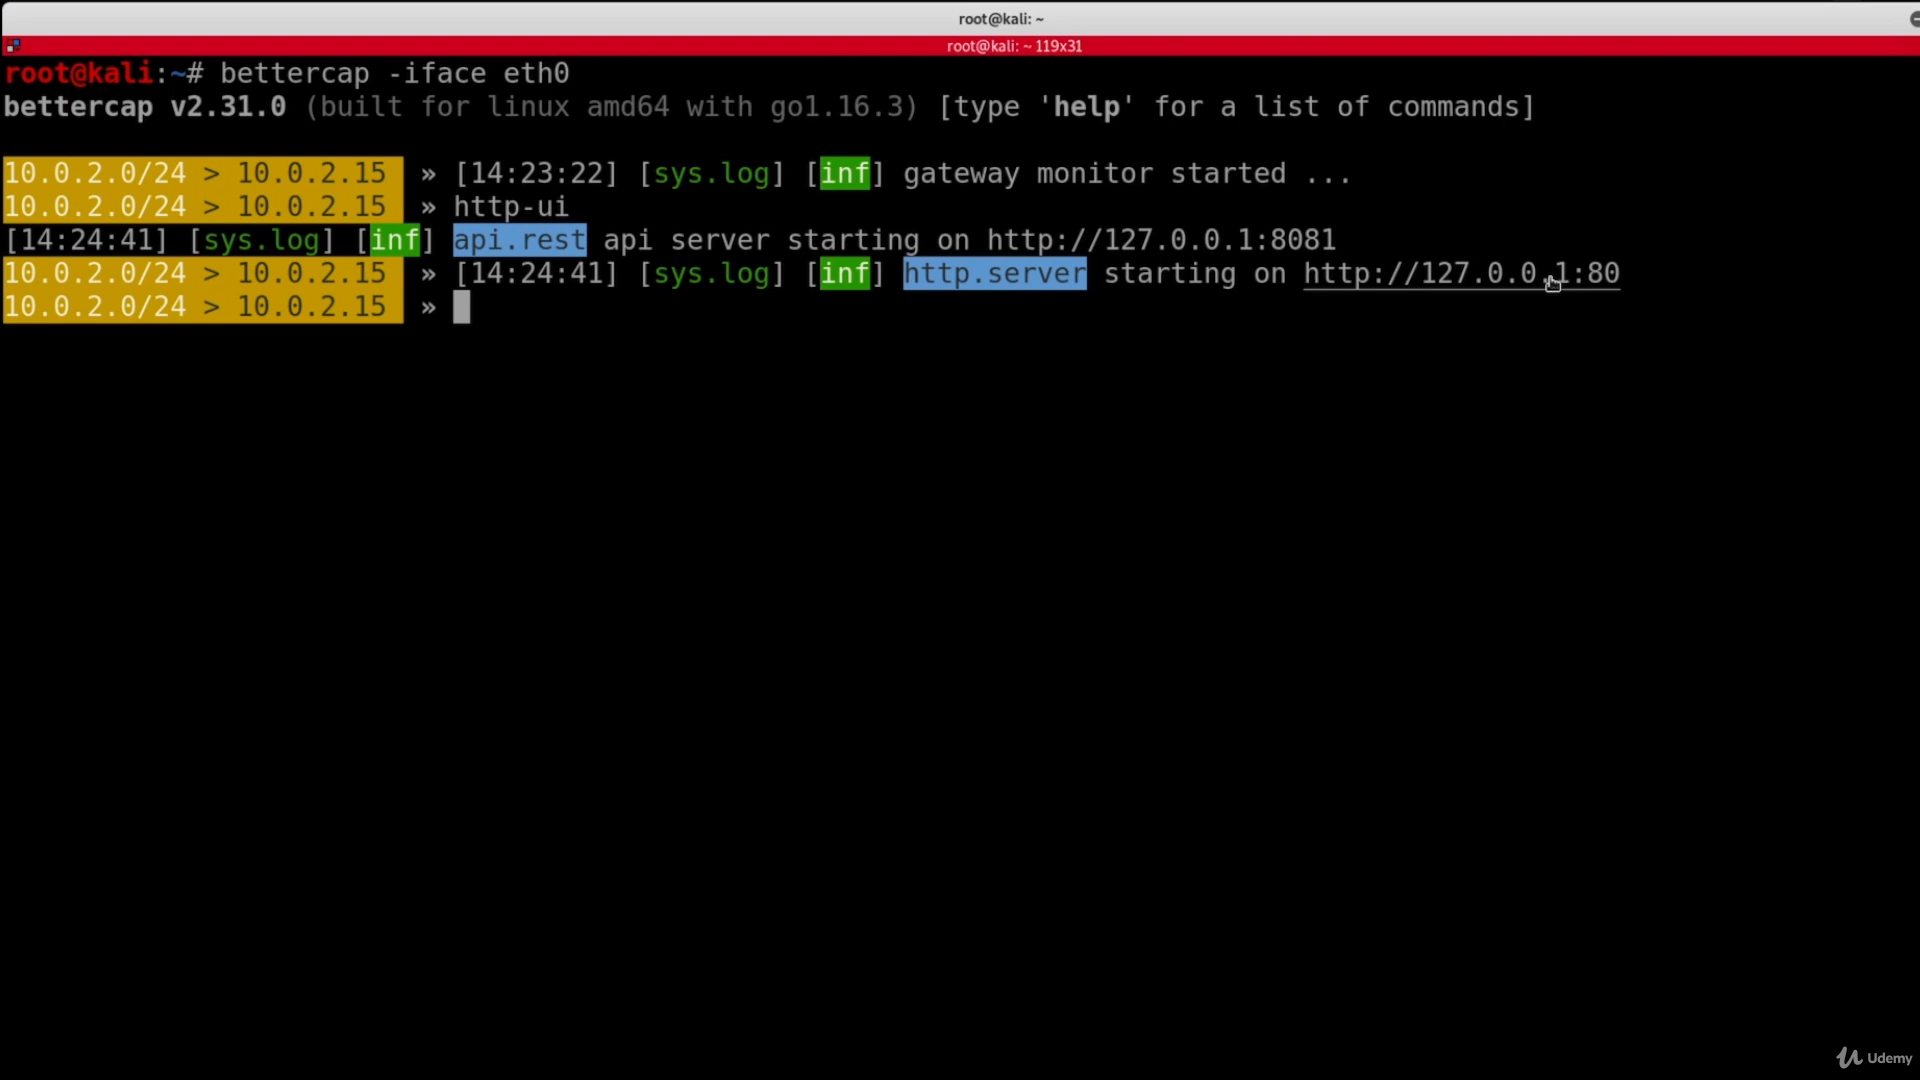 root@kali: ~
root@kali: ~ 119x31
root@kali:~# bettercap -iface eth0
bettercap v2.31.0 (built for linux amd64 with go1.16.3) [type 'help' for a list of commands]
10.0.2.0/24 > 10.0.2.15 » [14:23:22] [sys.log] [inf] gateway monitor started ...
10.0.2.0/24 > 10.0.2.15 » http-ui
[14:24:41] [sys.log] [inf] api.rest api server starting on http://127.0.0.1:8081
10.0.2.0/24 > 10.0.2.15 » [14:24:41] [sys.log] [inf] http.server starting on http://127.0.0.1:80
10.0.2.0/24 > 10.0.2.15 »
Udemy